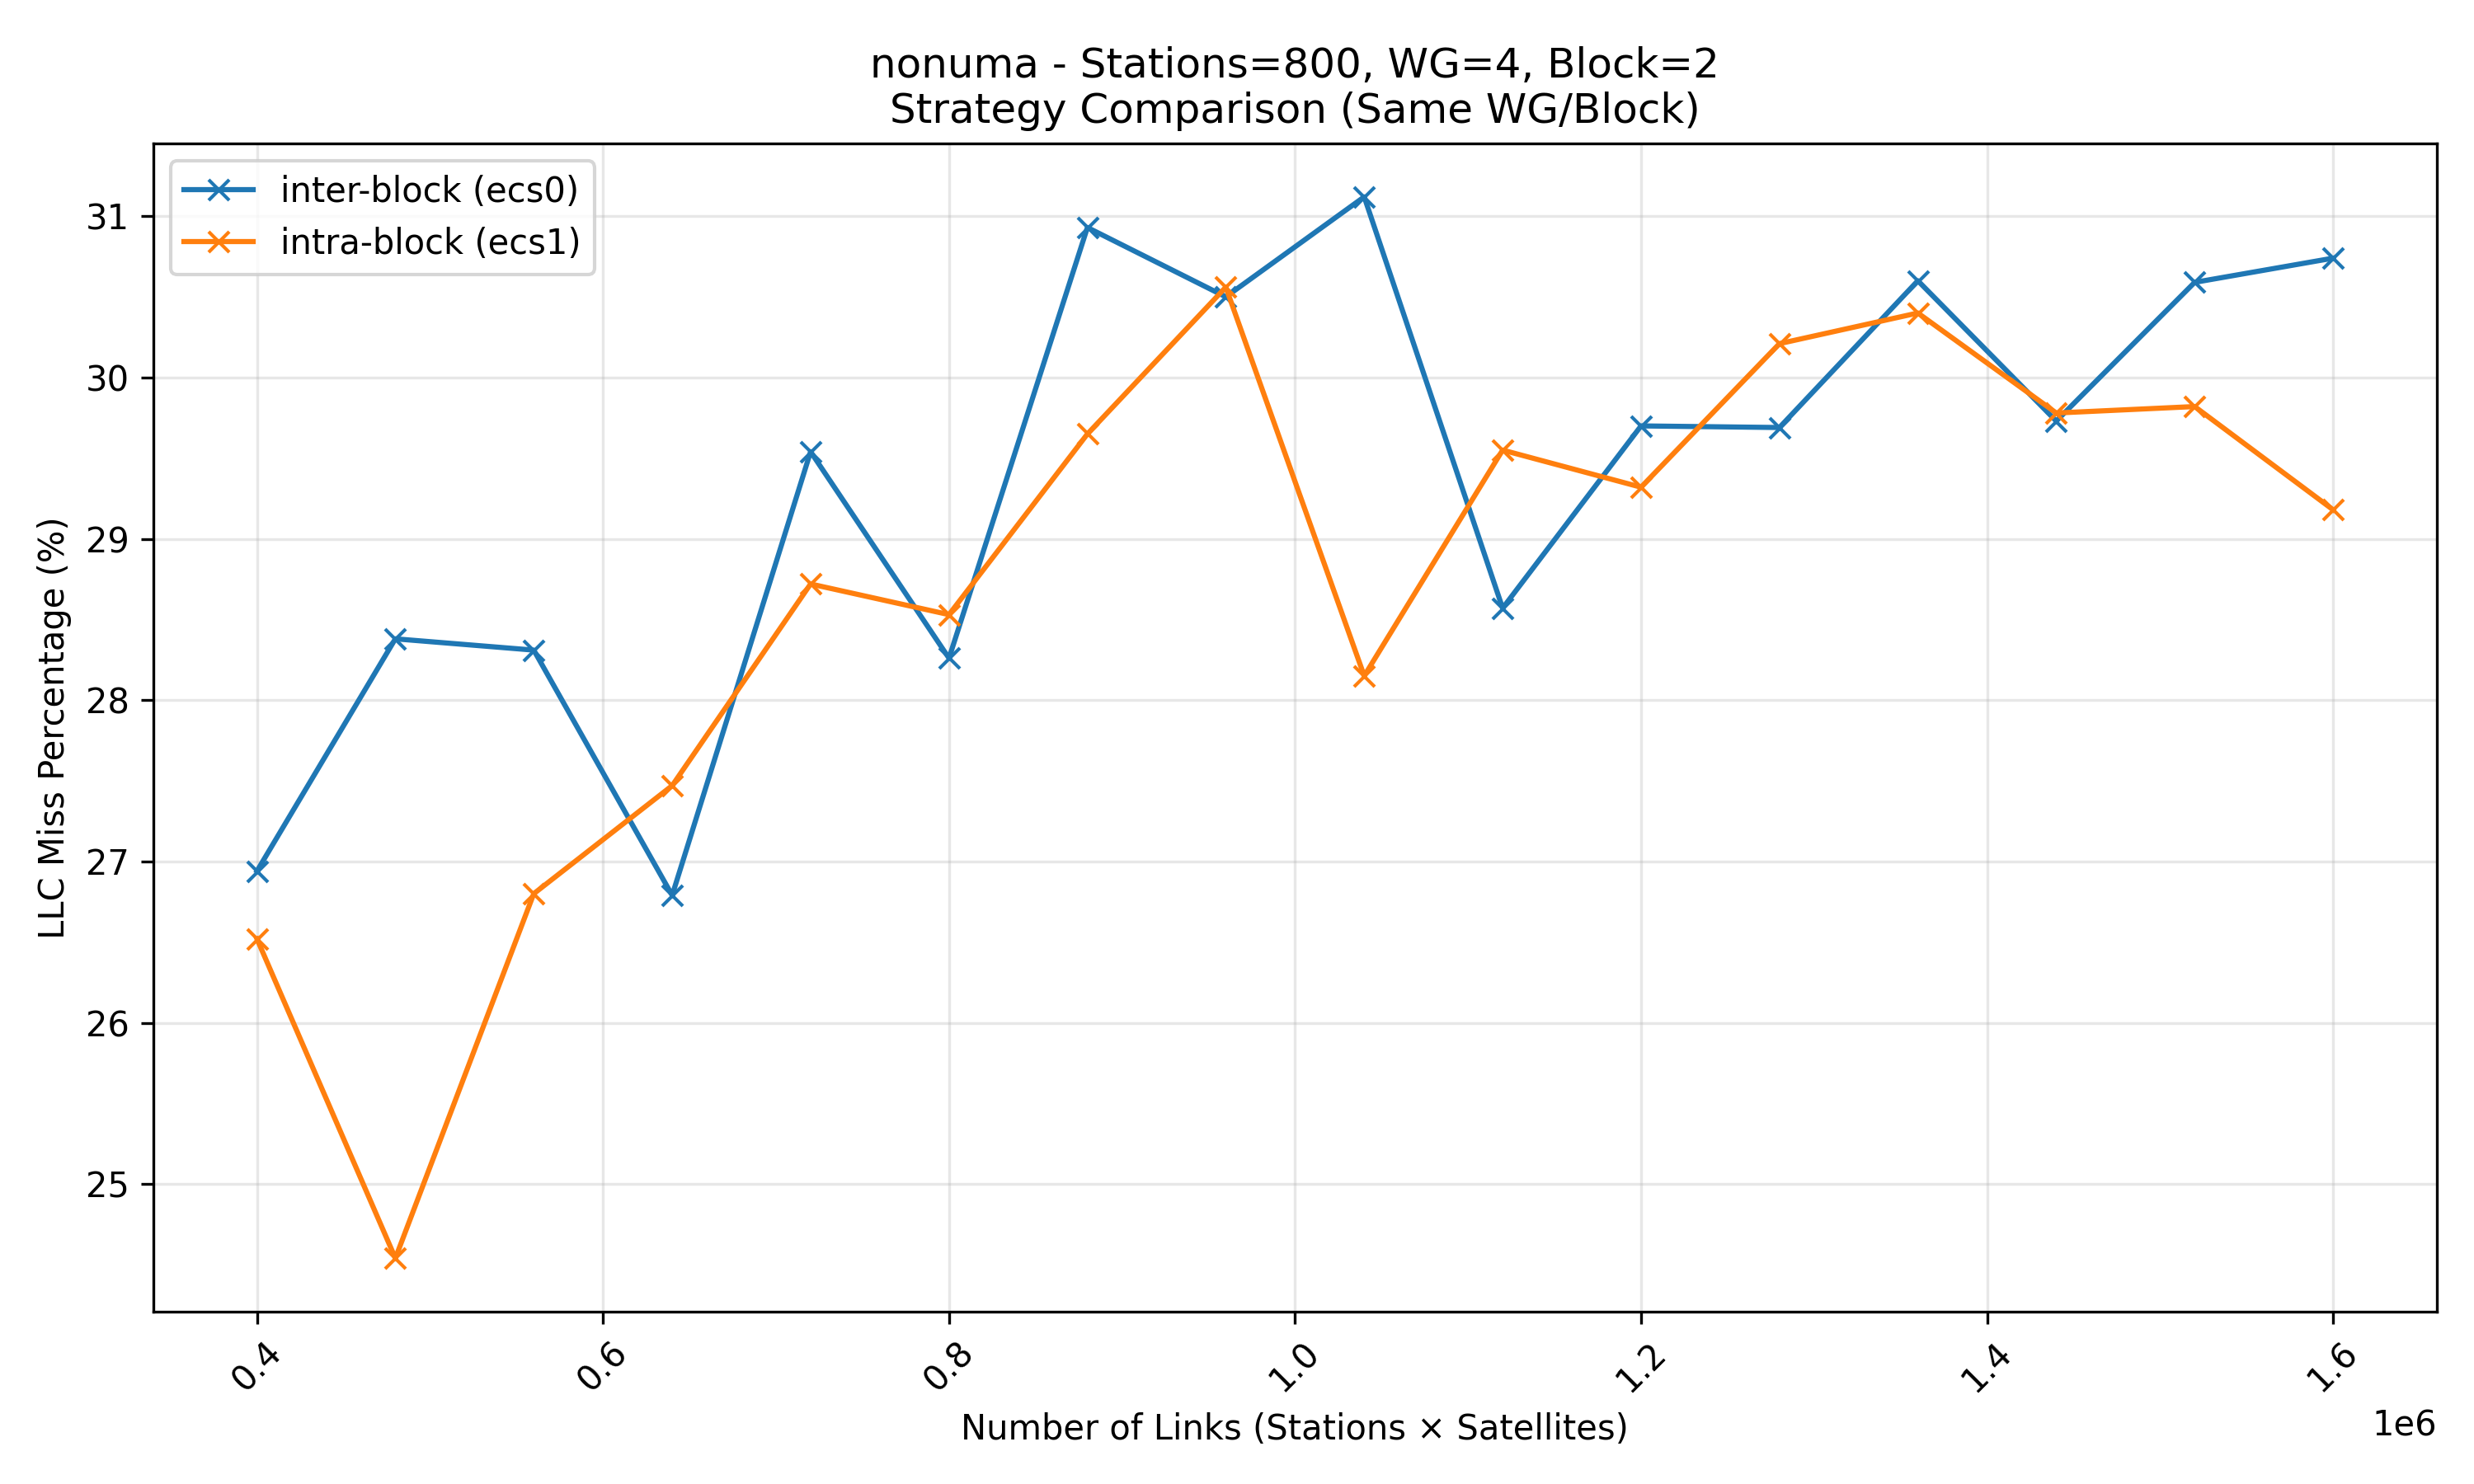 nonuma - Stations=800, WG=4, Block=2
Strategy Comparison (Same WG/Block)
inter-block (ecs0)
intra-block (ecs1)
LLC Miss Percentage (%)
31
30
29
28
27
26
25
0.4
0.6
0.8
1.0
1.2
1.4
1.6
1e6
Number of Links (Stations × Satellites)